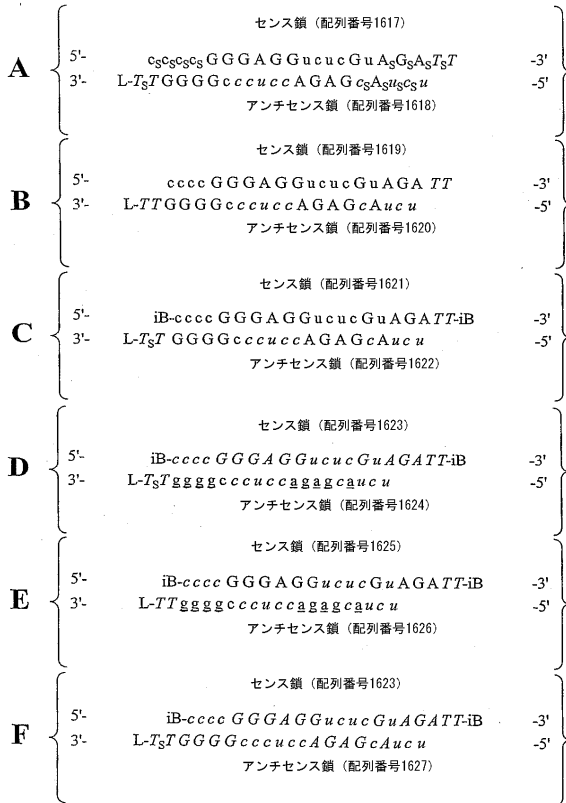 センス鎖（配列番号1617）
5'- cScScScS GGGAGGucucGuASGSASTST -3'
A
3'- L-TSTGGGGcccuccAGAGcSASuScSu -5'
アンチセンス鎖（配列番号1618）
センス鎖（配列番号1619）
5'- ccccGGGAGGucucGuAGA TT -3'
B
3'- L-TTGGGGcccuccAGAGcAucu -5'
アンチセンス鎖（配列番号1620）
センス鎖（配列番号1621）
5'- iB-ccccGGGAGGucucGuAGATT-iB -3'
C
3'- L-TST GGGGcccuccAGAGcAucu -5'
アンチセンス鎖（配列番号1622）
センス鎖（配列番号1623）
5'- iB-ccccGGGAGGucucGuAGATT-iB -3'
D
3'- L-TSTggggcccuccagagcaucu -5'
アンチセンス鎖（配列番号1624）
センス鎖（配列番号1625）
5'- iB-ccccGGGAGGucucGuAGATT-iB -3'
E
3'- L-TTggggcccuccagagcaucu -5'
アンチセンス鎖（配列番号1626）
センス鎖（配列番号1623）
5'- iB-ccccGGGAGGucucGuAGATT-iB -3'
F
3'- L-TSTGGGGcccuccAGAGcAucu -5'
アンチセンス鎖（配列番号1627）